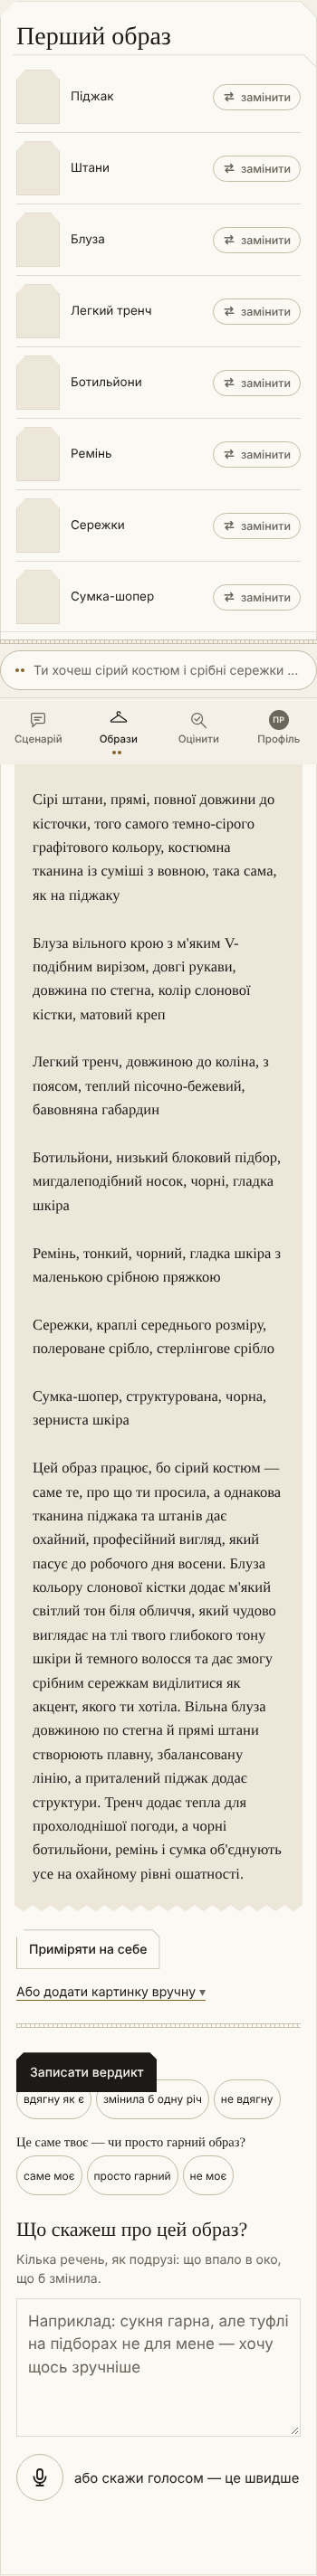 Перший образ
Піджак
замінити
Штани
замінити
Блуза
замінити
Легкий тренч
замінити
Ботильйони
замінити
Ремінь
замінити
Сережки
замінити
Сумка-шопер
замінити
Ти хочеш сірий костюм і срібні сережки ...
Сценарій
Образи
Оцінити
ПР
Профіль
Сірі штани, прямі, повної довжини до
кісточки, того самого темно-сірого
графітового кольору, костюмна
тканина із суміші з вовною, така сама,
як на піджаку
Блуза вільного крою з м'яким V-
подібним вирізом, довгі рукави,
довжина по стегна, колір слонової
кістки, матовий креп
Легкий тренч, довжиною до коліна, з
поясом, теплий пісочно-бежевий,
бавовняна габардин
Ботильйони, низький блоковий підбор,
мигдалеподібний носок, чорні, гладка
шкіра
Ремінь, тонкий, чорний, гладка шкіра з
маленькою срібною пряжкою
Сережки, краплі середнього розміру,
полероване срібло, стерлінгове срібло
Сумка-шопер, структурована, чорна,
зерниста шкіра
Цей образ працює, бо сірий костюм —
саме те, про що ти просила, а однакова
тканина піджака та штанів дає
охайний, професійний вигляд, який
пасує до робочого дня восени. Блуза
кольору слонової кістки додає м'який
світлий тон біля обличчя, який чудово
виглядає на тлі твого глибокого тону
шкіри й темного волосся та дає змогу
срібним сережкам виділитися як
акцент, якого ти хотіла. Вільна блуза
довжиною по стегна й прямі штани
створюють плавну, збалансовану
лінію, а приталений піджак додає
структури. Тренч додає тепла для
прохолоднішої погоди, а чорні
ботильйони, ремінь і сумка об'єднують
усе на охайному рівні ошатності.
Приміряти на себе
Або додати картинку вручну ▾
Записати вердикт
вдягну як є
змінила б одну річ
не вдягну
Це саме твоє — чи просто гарний образ?
саме моє
просто гарний
не моє
Що скажеш про цей образ?
Кілька речень, як подрузі: що впало в око,
що б змінила.
Наприклад: сукня гарна, але туфлі
на підборах не для мене — хочу
щось зручніше
або скажи голосом — це швидше